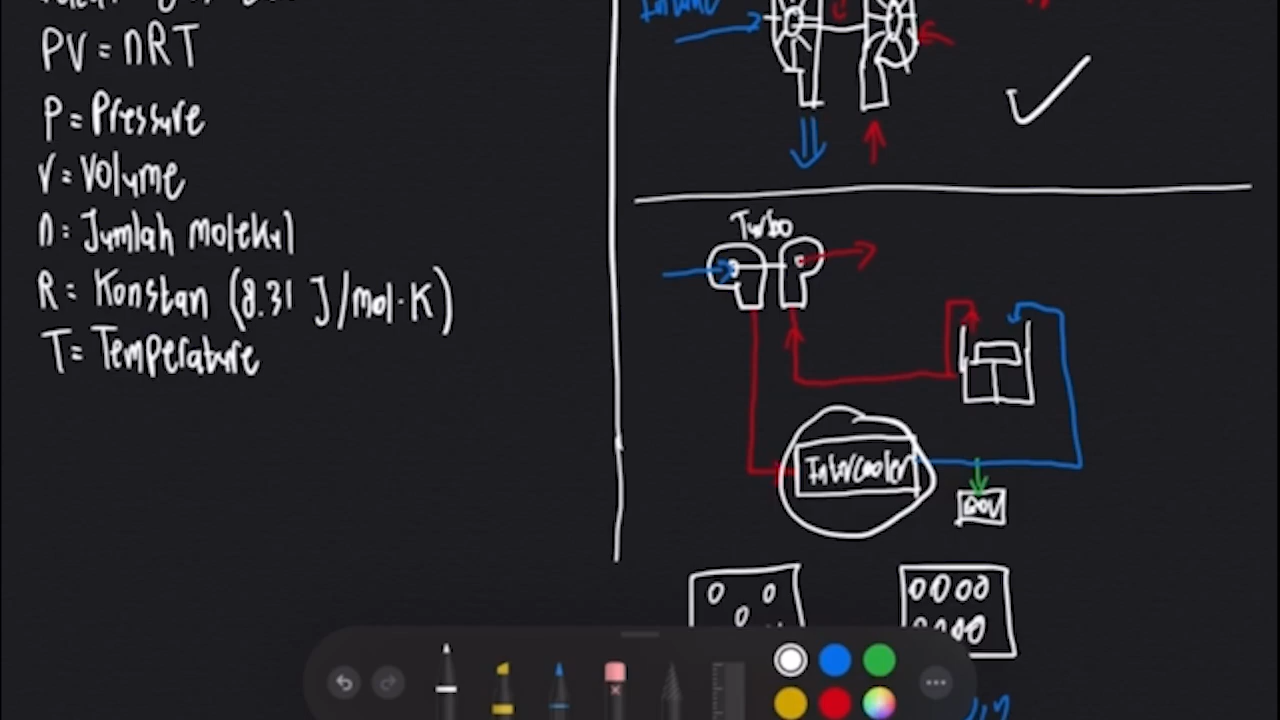 PV = nRT
P = Pressure
V = Volume
n = Jumlah molekul
R = Konstan (8.31 J/mol·K)
T = Temperature
Turbo
Intercooler
BOV